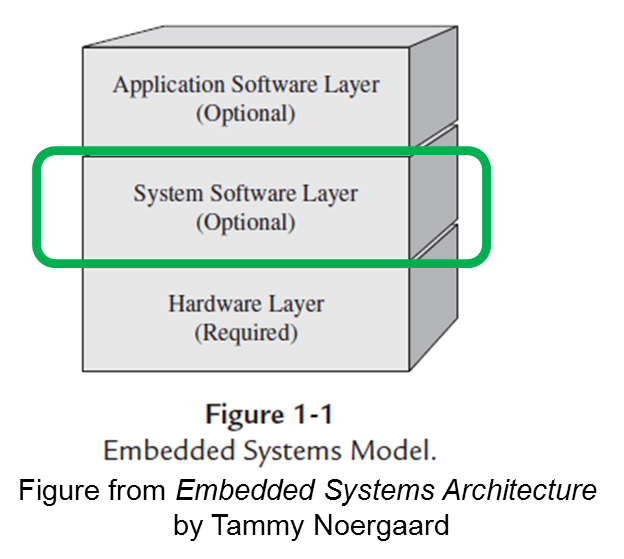 Application Software Layer
(Optional)
System Software Layer
(Optional)
Hardware Layer
(Required)
Figure 1-1
Embedded Systems Model.
Figure from Embedded Systems Architecture
by Tammy Noergaard